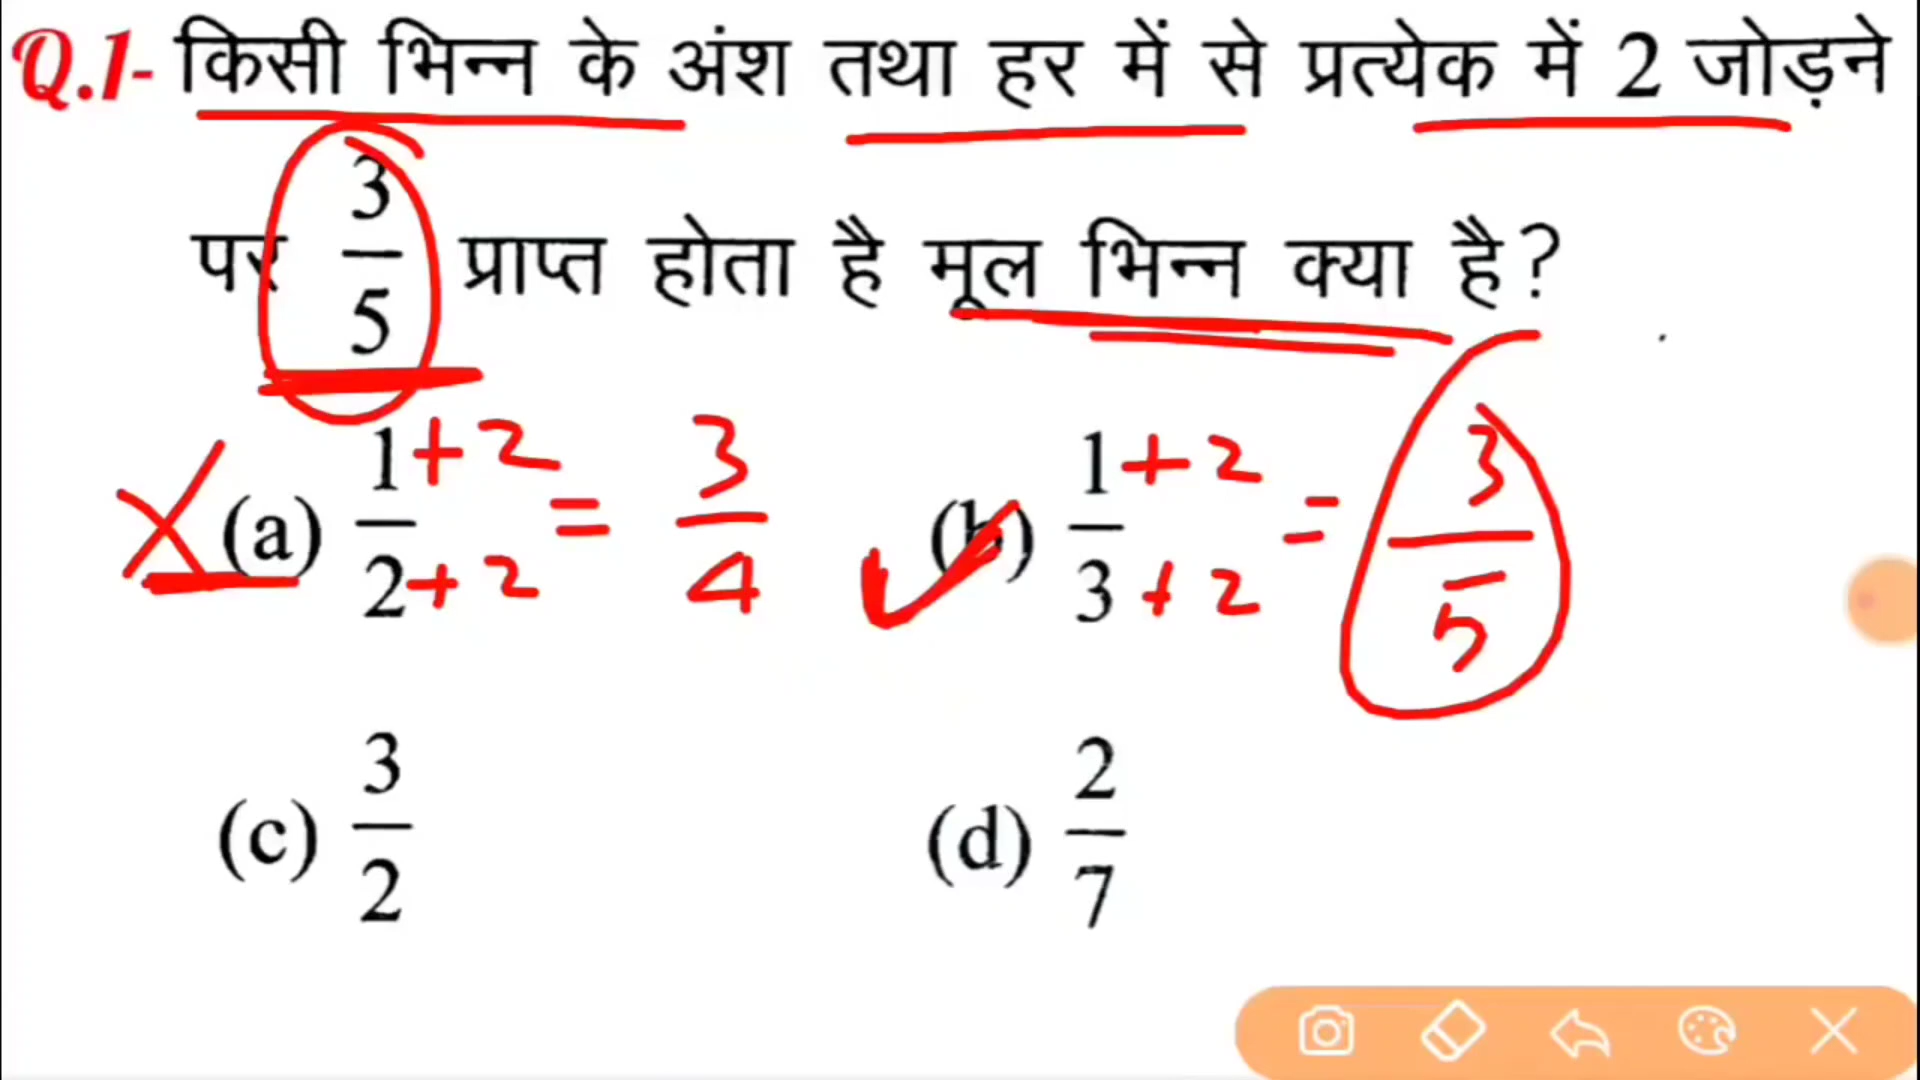 Q.1- किसी भिन्न के अंश तथा हर में से प्रत्येक में 2 जोड़ने
पर 3/5 प्राप्त होता है मूल भिन्न क्या है?
(a) 1/2 +2 +2 = 3/4 (b) 1/3 +2 +2 = 3/5
(c) 3/2 (d) 2/7